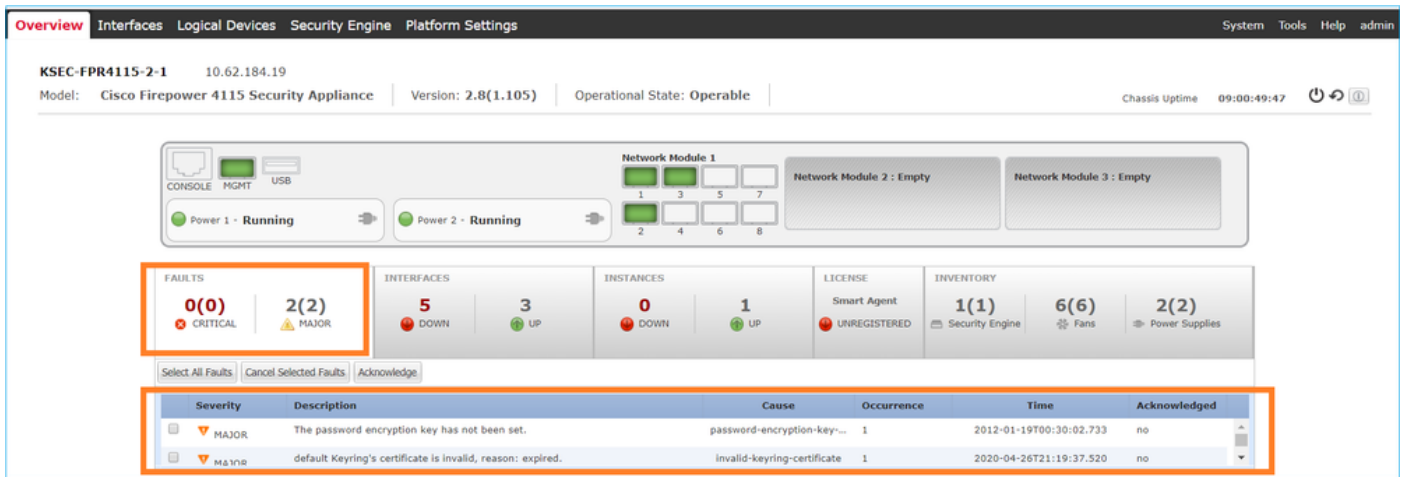 Overview Interfaces Logical Devices Security Engine Platform Settings System Tools Help admin
KSEC-FPR4115-2-1 10.62.184.19
Model: Cisco Firepower 4115 Security Appliance Version: 2.8(1.105) Operational State: Operable Chassis Uptime 09:00:49:47
Network Module 1
CONSOLE MGMT USB
1 3 5 7
Network Module 2 : Empty Network Module 3 : Empty
Power 1 - Running Power 2 - Running
2 4 6 8
FAULTS INTERFACES INSTANCES LICENSE INVENTORY
0(0) 2(2) 5 3 0 1 Smart Agent 1(1) 6(6) 2(2)
CRITICAL MAJOR DOWN UP DOWN UP UNREGISTERED Security Engine Fans Power Supplies
Select All Faults Cancel Selected Faults Acknowledge
Severity Description Cause Occurrence Time Acknowledged
MAJOR The password encryption key has not been set. password-encryption-key-... 1 2012-01-19T00:30:02.733 no
MAJOR default Keyring's certificate is invalid, reason: expired. invalid-keyring-certificate 1 2020-04-26T21:19:37.520 no